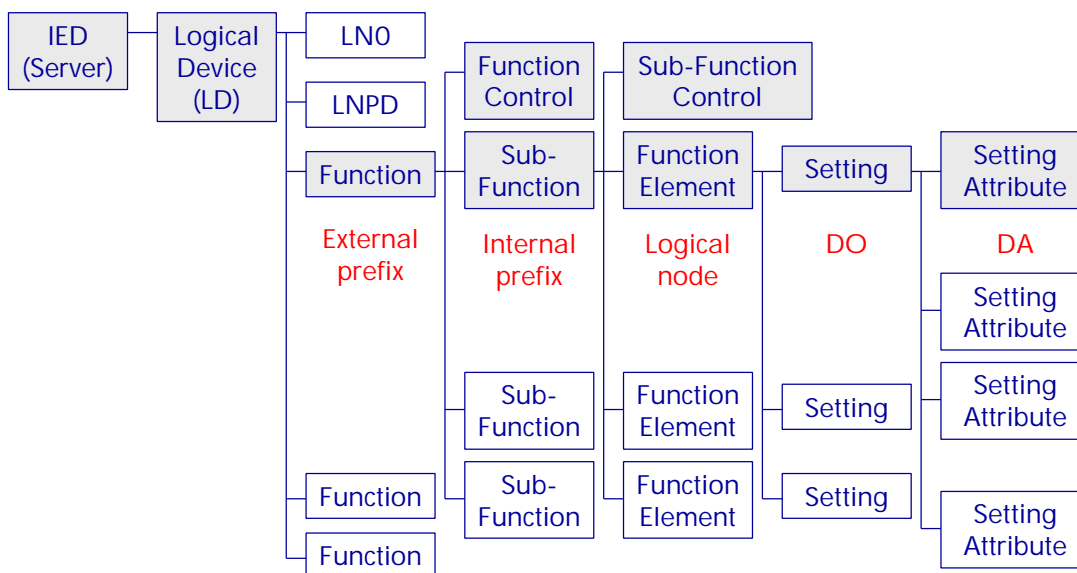 IED
(Server)
Logical
Device
(LD)
LN0
LNPD
Function
External
prefix
Function
Function
Function
Control
Sub-
Function
Internal
prefix
Sub-
Function
Sub-
Function
Sub-Function
Control
Function
Element
Logical
node
Function
Element
Function
Element
Setting
DO
Setting
Setting
Setting
Attribute
DA
Setting
Attribute
Setting
Attribute
Setting
Attribute